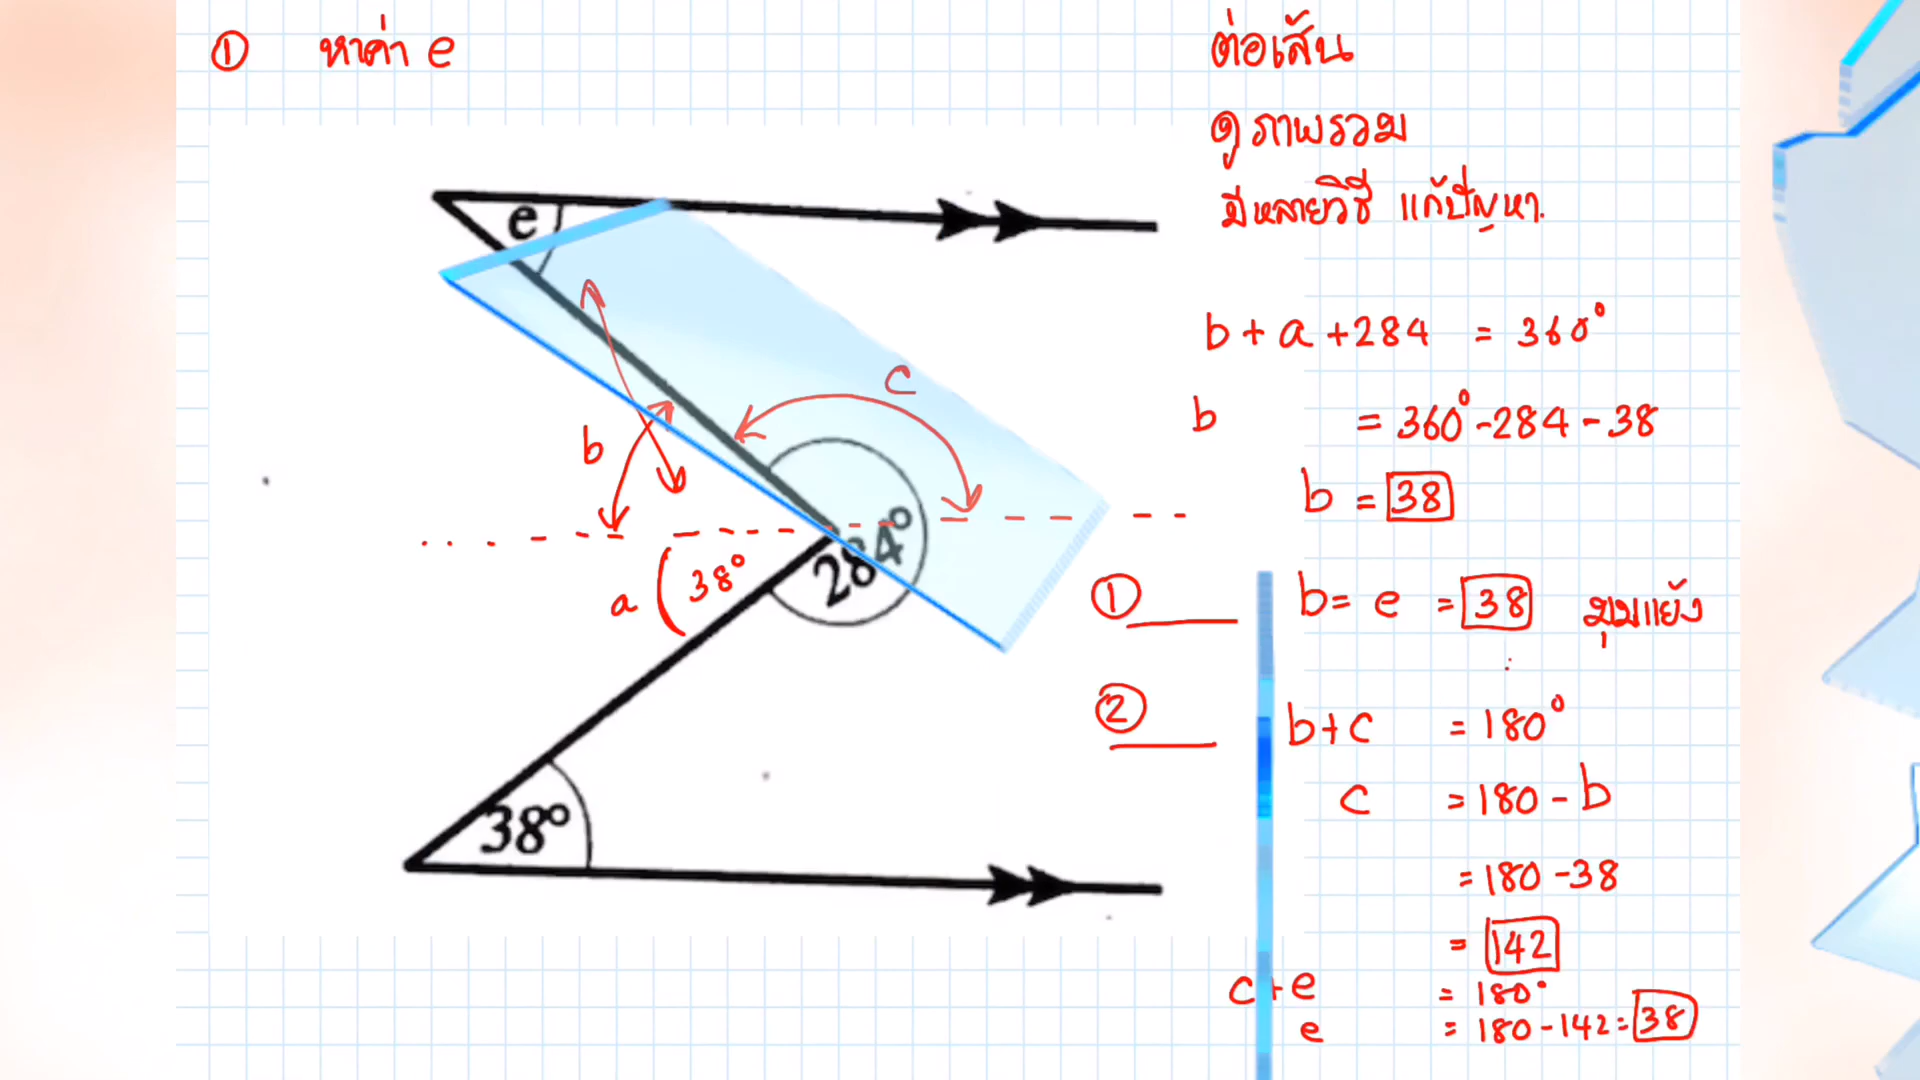 ① หาค่า e
ต่อเส้น
ดูภาพรวม
มีหลายวิธี แก้ปัญหา.
e
c
b
284°
a
38°
38°
b + a + 284 = 360°
b = 360° - 284 - 38
b = 38
① b = e = 38 มุมแย้ง
② b + c = 180°
c = 180 - b
= 180 - 38
= 142
c + e = 180°
e = 180 - 142 = 38